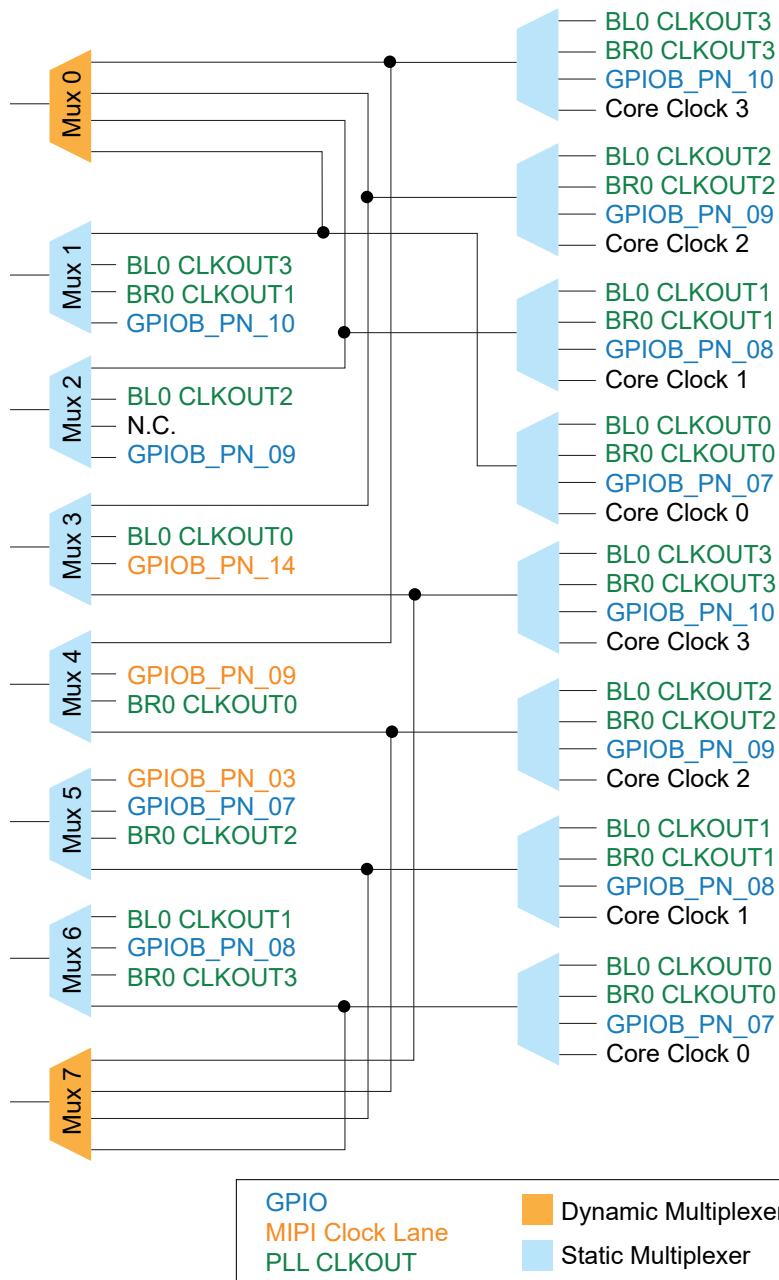 Mux 0
BL0 CLKOUT3
BR0 CLKOUT3
GPIOB_PN_10
Core Clock 3
BL0 CLKOUT2
BR0 CLKOUT2
GPIOB_PN_09
Core Clock 2
Mux 1
BL0 CLKOUT3
BR0 CLKOUT1
GPIOB_PN_10
BL0 CLKOUT1
BR0 CLKOUT1
GPIOB_PN_08
Core Clock 1
Mux 2
BL0 CLKOUT2
N.C.
GPIOB_PN_09
BL0 CLKOUT0
BR0 CLKOUT0
GPIOB_PN_07
Core Clock 0
Mux 3
BL0 CLKOUT0
GPIOB_PN_14
BL0 CLKOUT3
BR0 CLKOUT3
GPIOB_PN_10
Core Clock 3
Mux 4
GPIOB_PN_09
BR0 CLKOUT0
BL0 CLKOUT2
BR0 CLKOUT2
GPIOB_PN_09
Core Clock 2
Mux 5
GPIOB_PN_03
GPIOB_PN_07
BR0 CLKOUT2
BL0 CLKOUT1
BR0 CLKOUT1
GPIOB_PN_08
Core Clock 1
Mux 6
BL0 CLKOUT1
GPIOB_PN_08
BR0 CLKOUT3
BL0 CLKOUT0
BR0 CLKOUT0
GPIOB_PN_07
Core Clock 0
Mux 7
GPIO
MIPI Clock Lane
PLL CLKOUT
Dynamic Multiplexer
Static Multiplexer